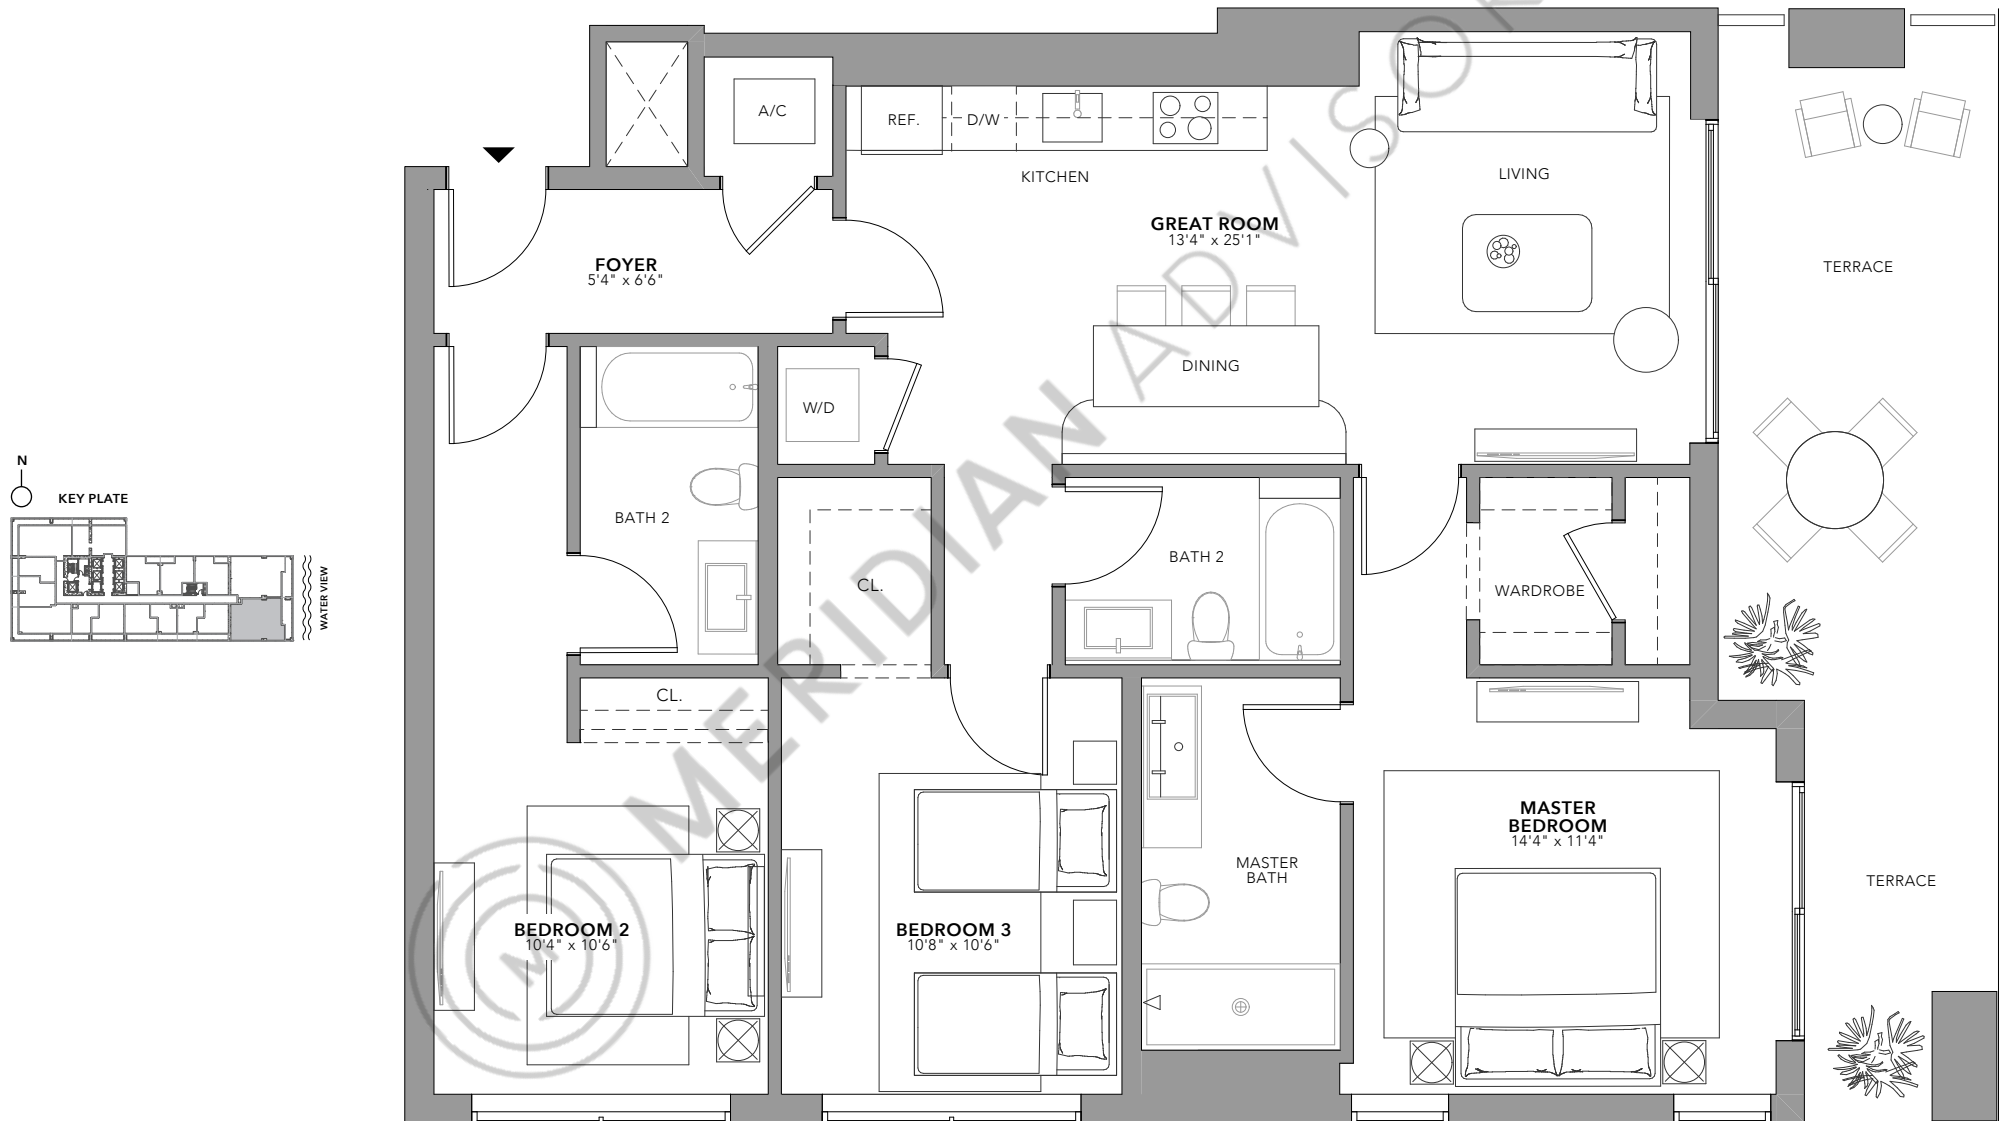 A/C
REF.
D/W
KITCHEN
LIVING
GREAT ROOM
13'4" x 25'1"
FOYER
5'4" x 6'6"
TERRACE
DINING
W/D
N
KEY PLATE
WATER VIEW
BATH 2
CL.
BATH 2
WARDROBE
CL.
MASTER
BEDROOM
14'4" x 11'4"
MASTER
BATH
TERRACE
BEDROOM 2
10'4" x 10'6"
BEDROOM 3
10'8" x 10'6"
M MERIDIAN ADVISOR